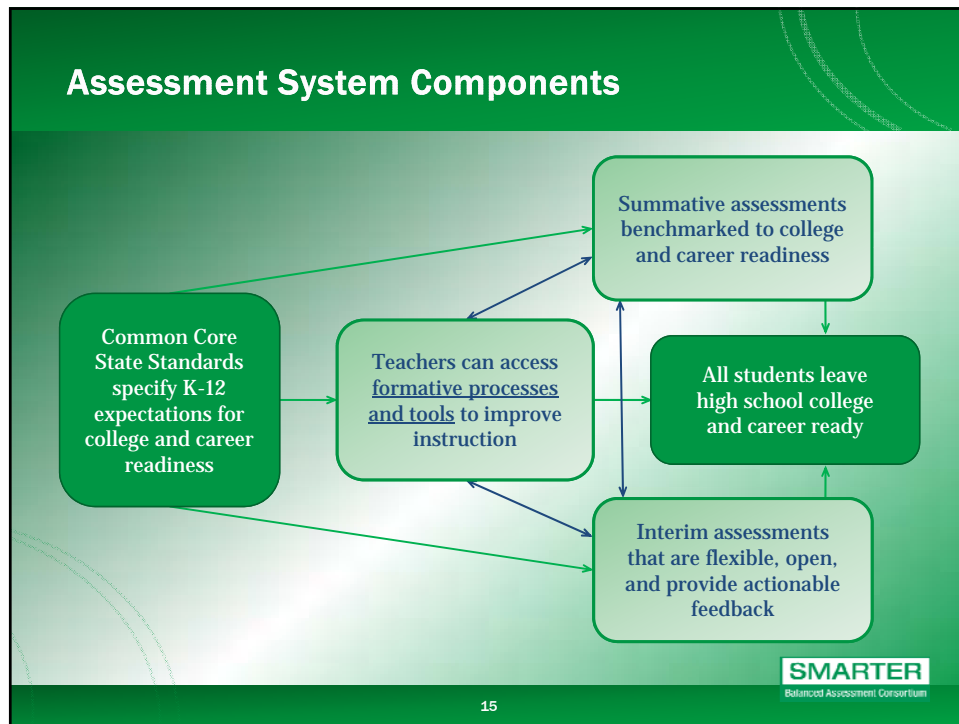 Assessment System Components
Summative assessments
benchmarked to college
and career readiness
Common Core
State Standards
specify K-12
expectations for
college and career
readiness
Teachers can access
formative processes
and tools to improve
instruction
All students leave
high school college
and career ready
Interim assessments
that are flexible, open,
and provide actionable
feedback
SMARTER
Balanced Assessment Consortium
15